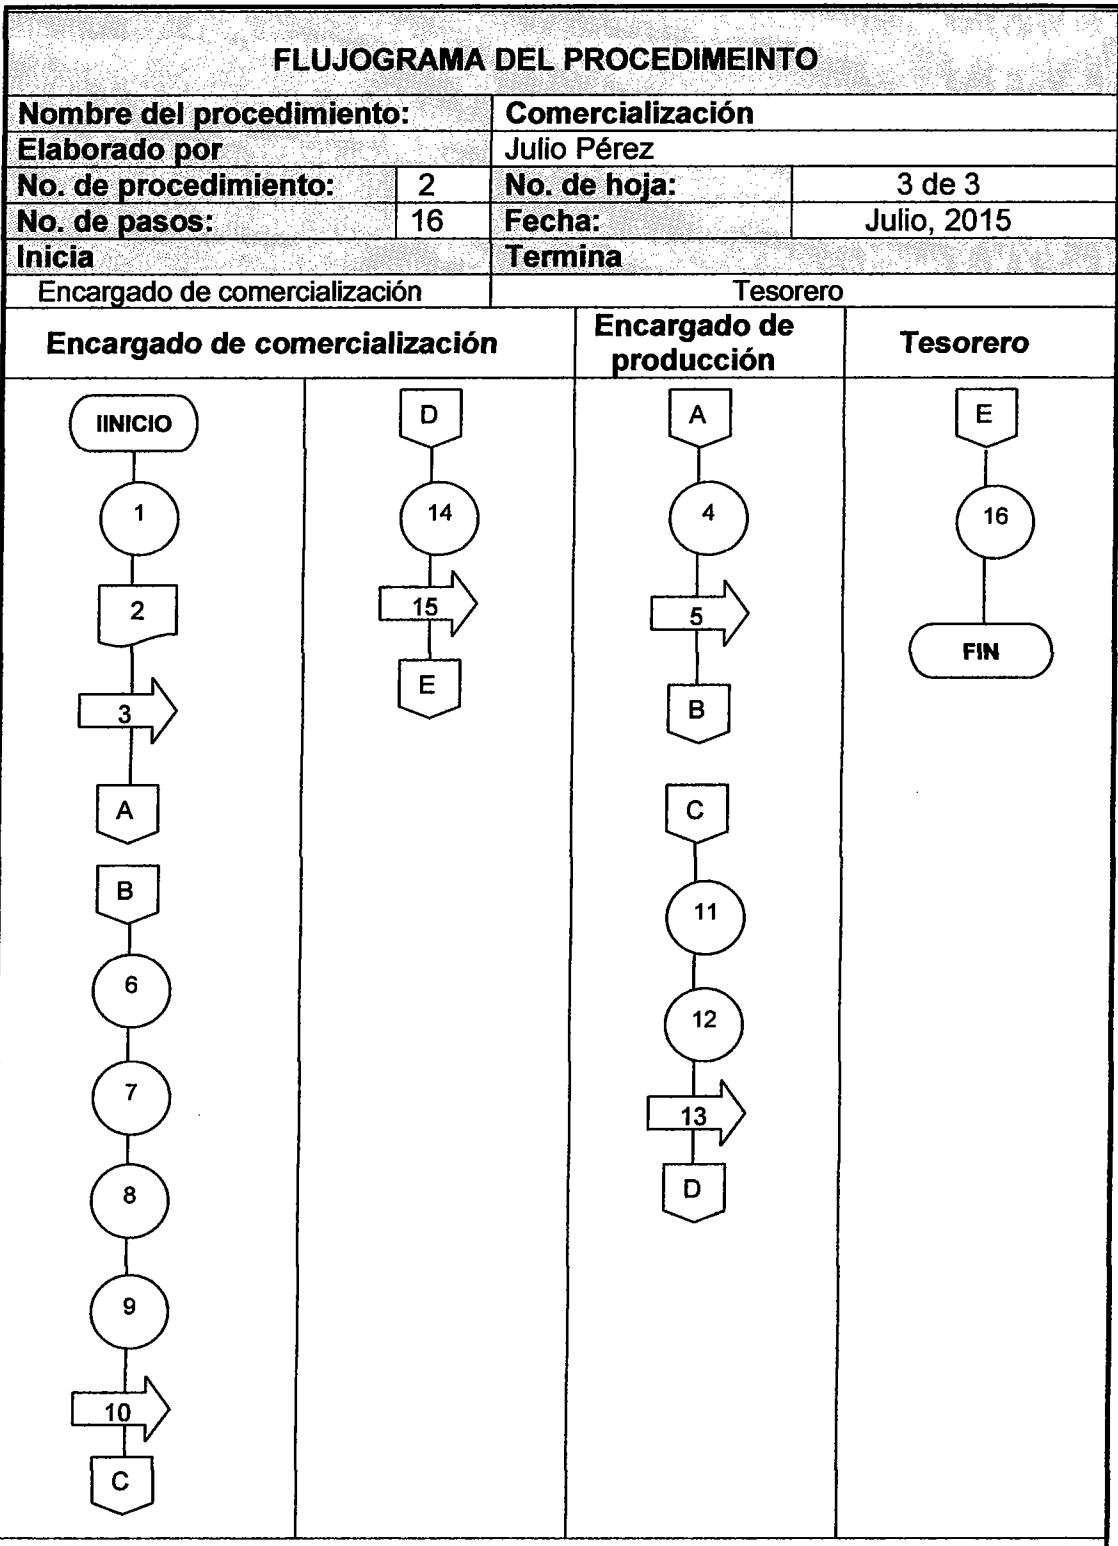 FLUJOGRAMA DEL PROCEDIMEINTO
Nombre del procedimiento: Comercialización
Elaborado por Julio Pérez
No. de procedimiento: 2 No. de hoja: 3 de 3
No. de pasos: 16 Fecha: Julio, 2015
Inicia Termina
Encargado de comercialización Tesorero
Encargado de comercialización
Encargado de
producción
Tesorero
IINICIO
1
2
3
A
B
6
7
8
9
10
C
D
14
15
E
A
4
5
B
C
11
12
13
D
E
16
FIN